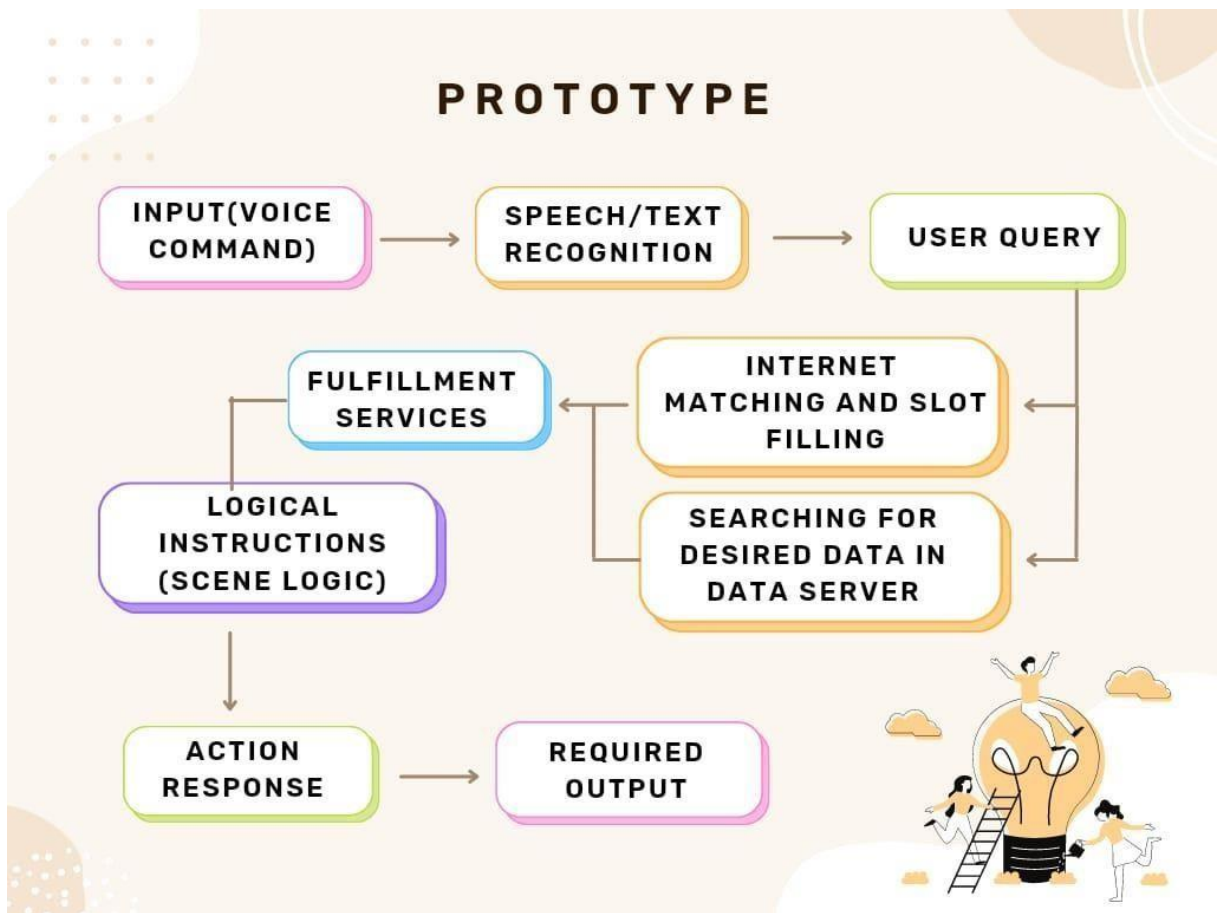 PROTOTYPE
INPUT(VOICE
COMMAND)
SPEECH/TEXT
RECOGNITION
USER QUERY
INTERNET
MATCHING AND SLOT
FILLING
FULFILLMENT
SERVICES
SEARCHING FOR
DESIRED DATA IN
DATA SERVER
LOGICAL
INSTRUCTIONS
(SCENE LOGIC)
ACTION
RESPONSE
REQUIRED
OUTPUT